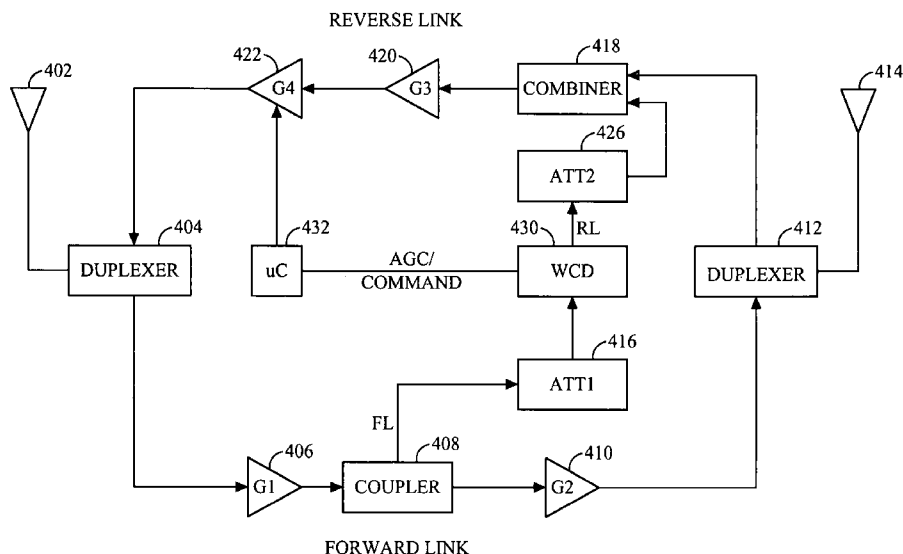 REVERSE LINK
402
422
420
418
414
G4
G3
COMBINER
426
ATT2
404
432
430
RL
412
DUPLEXER
uC
AGC/
COMMAND
WCD
DUPLEXER
416
ATT1
FL
406
408
410
G1
COUPLER
G2
FORWARD LINK